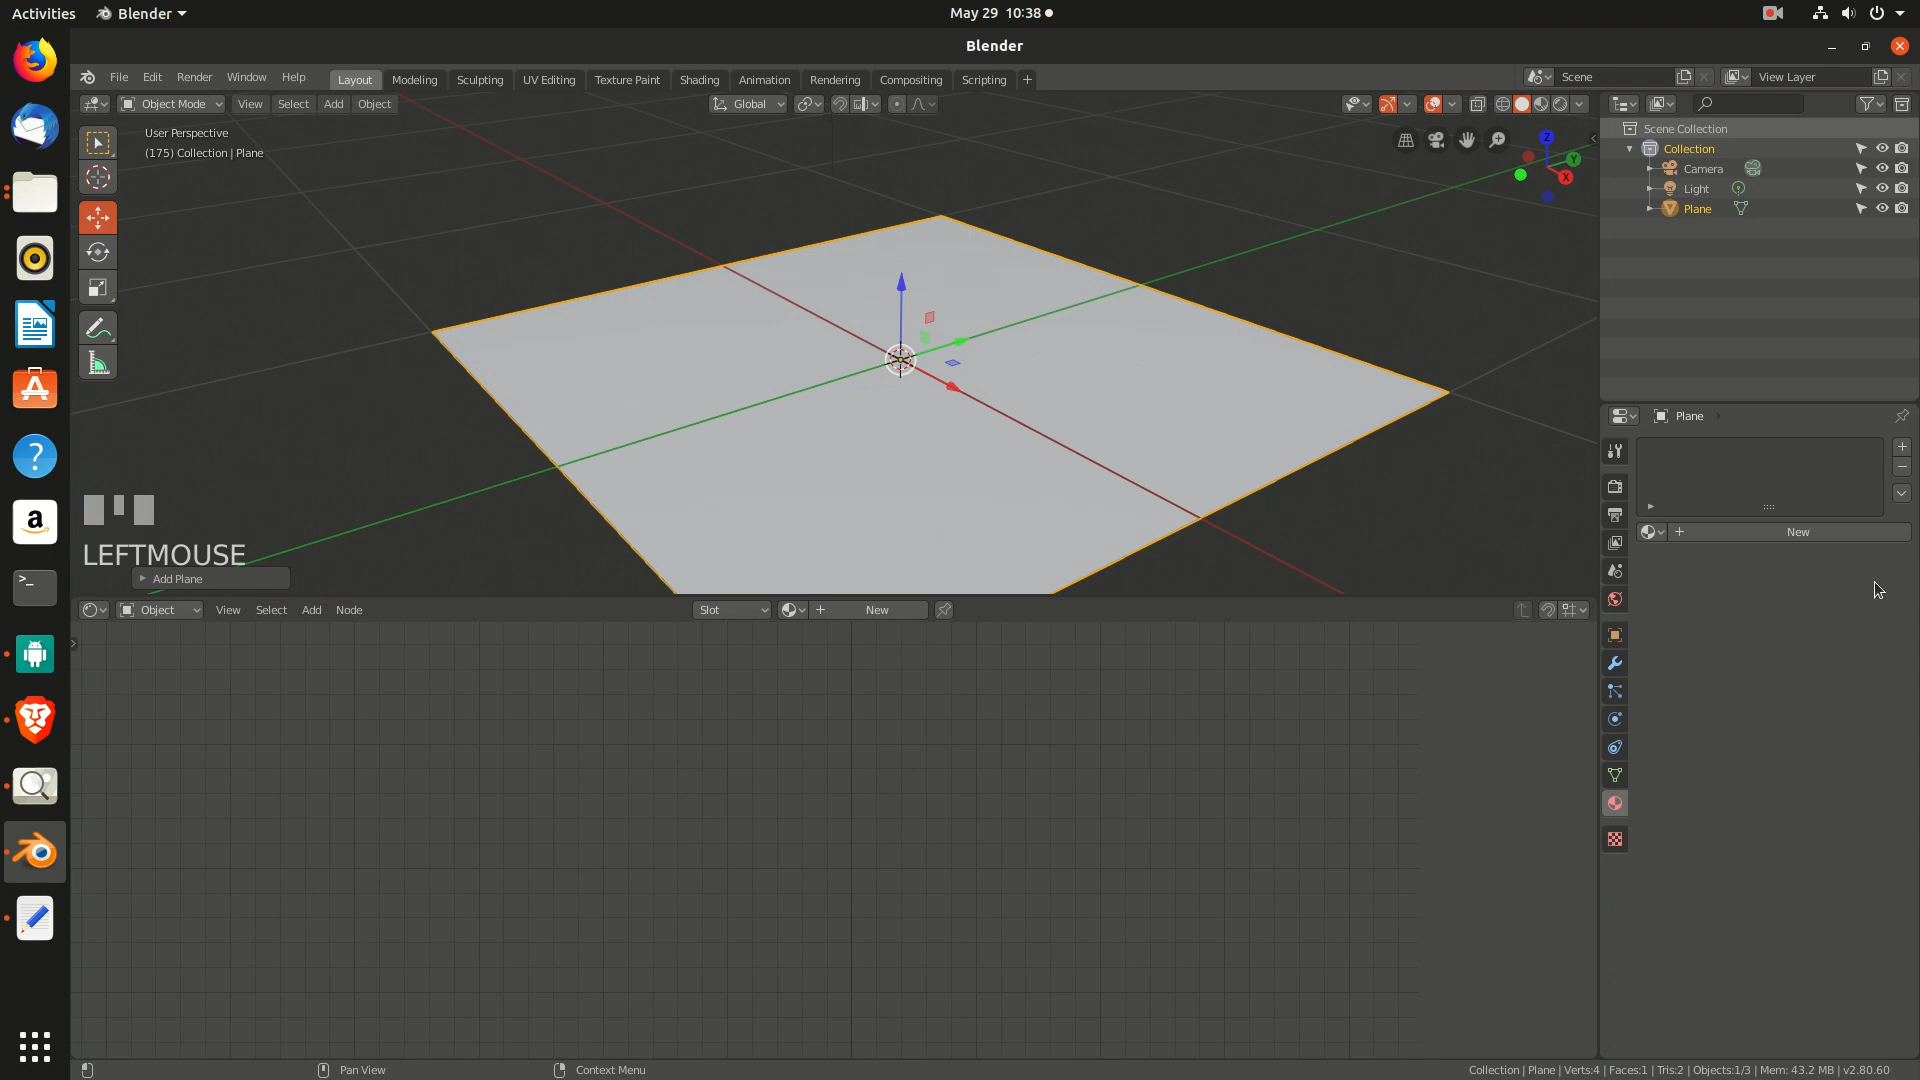 Activities Blender May 29 10:38
Blender
File Edit Render Window Help Layout Modeling Sculpting UV Editing Texture Paint Shading Animation Rendering Compositing Scripting + Scene View Layer
Object Mode View Select Add Object Global
User Perspective
(175) Collection | Plane
Z
Y
X
Scene Collection
Collection
Camera
Light
Plane
Plane
New
LEFTMOUSE
Add Plane
Object View Select Add Node Slot New
Pan View Context Menu Collection | Plane | Verts:4 | Faces:1 | Tris:2 | Objects:1/3 | Mem: 43.2 MB | v2.80.60